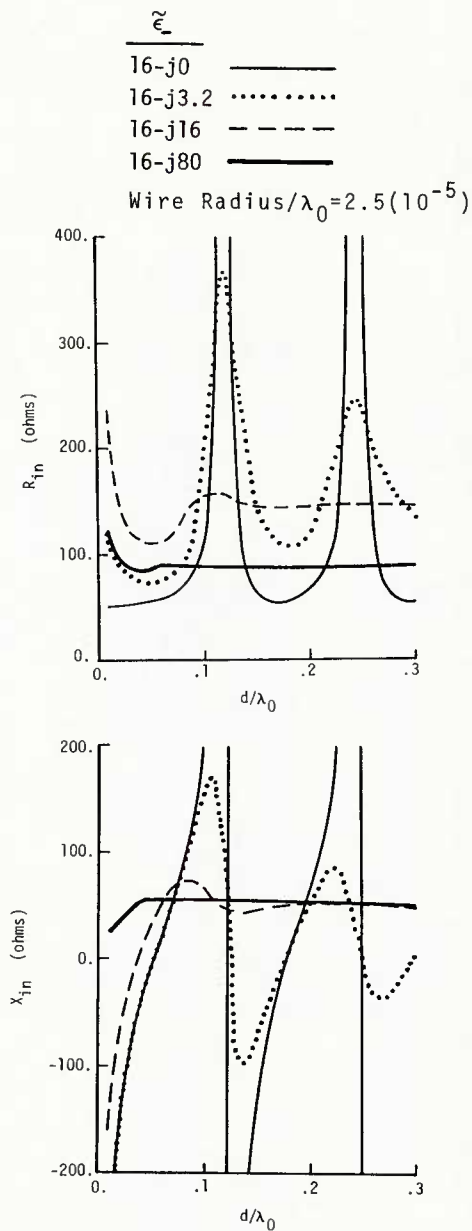 ε̃_
16-j0
16-j3.2
16-j16
16-j80
Wire Radius/λ₀=2.5(10⁻⁵)
400.
300.
200.
100.
0.
R_in (ohms)
0. .1 .2 .3
d/λ₀
200.
100.
0.
-100.
-200.
X_in (ohms)
0. .1 .2 .3
d/λ₀